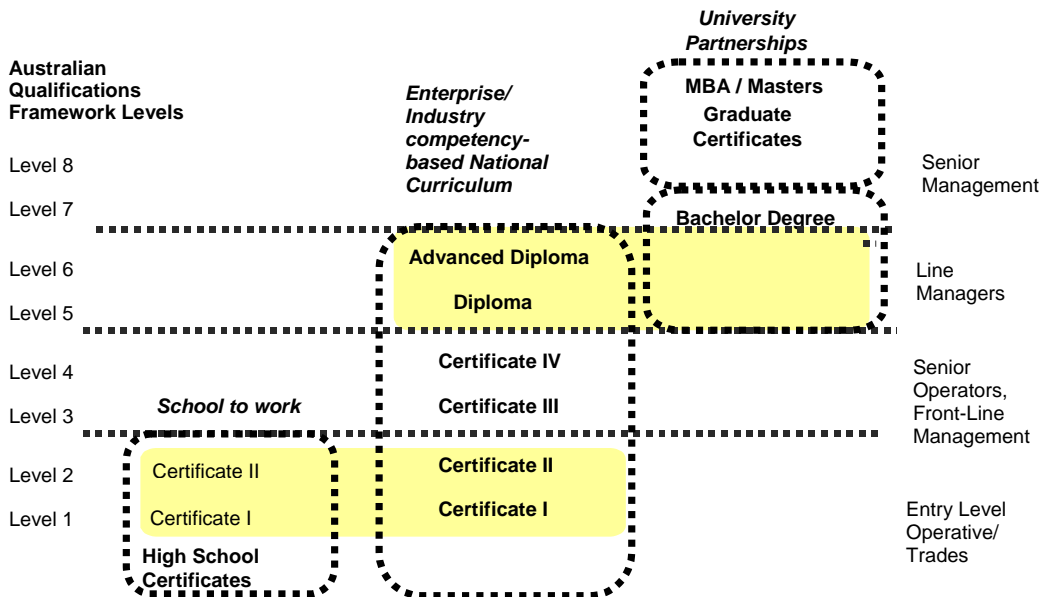 University
Partnerships
Australian
Qualifications
Framework Levels
Enterprise/
Industry
competency-
based National
Curriculum
MBA / Masters
Graduate
Certificates
Level 8
Senior
Management
Level 7
Bachelor Degree
Level 6
Advanced Diploma
Line
Managers
Level 5
Diploma
Level 4
Certificate IV
Senior
Operators,
Front-Line
Management
Level 3
School to work
Certificate III
Level 2
Certificate II
Certificate II
Level 1
Certificate I
Certificate I
Entry Level
Operative/
Trades
High School
Certificates